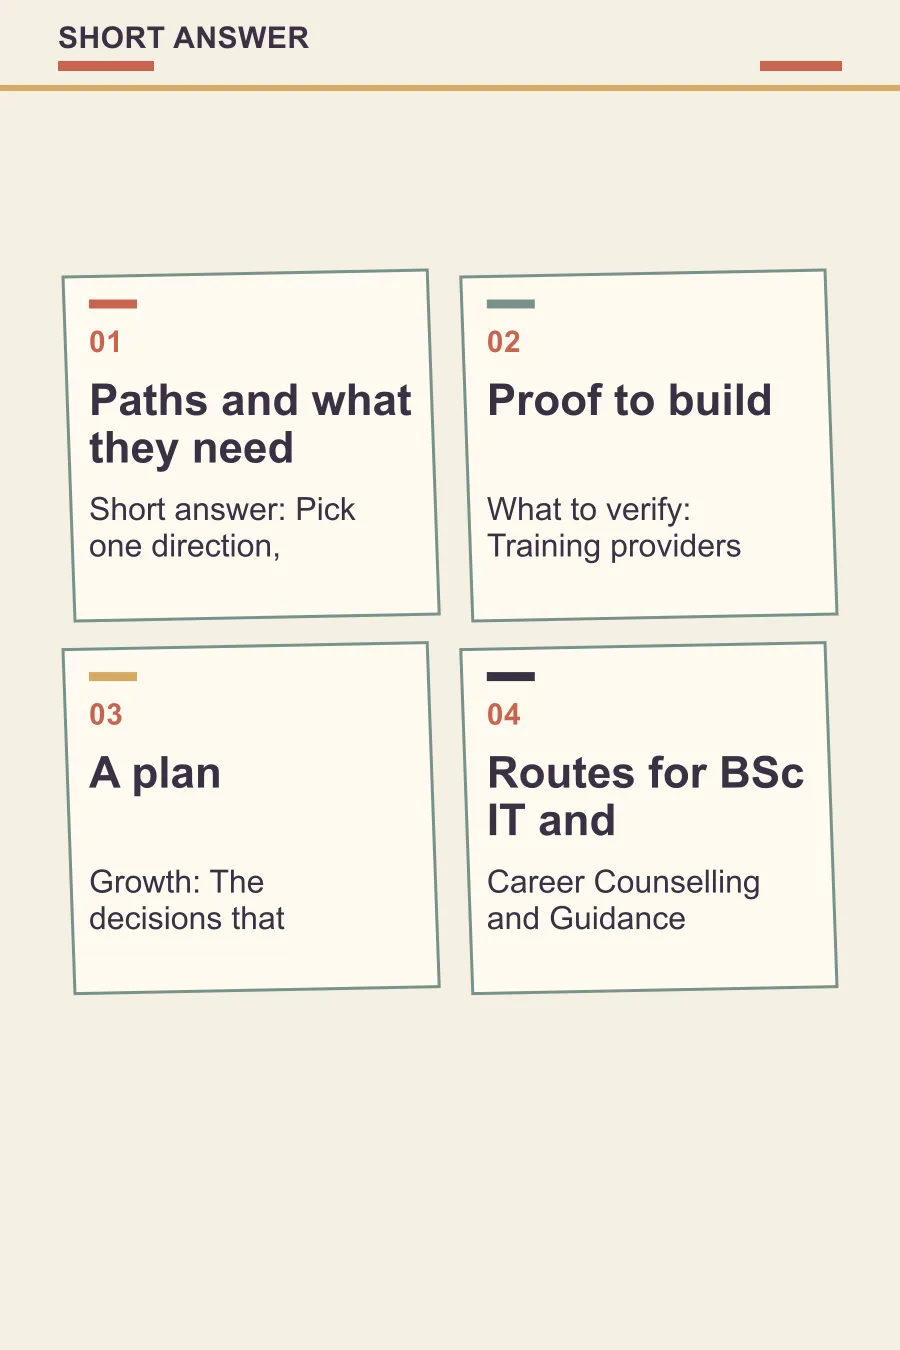 SHORT ANSWER
01
Paths and what
they need
Short answer: Pick
one direction,
02
Proof to build
What to verify:
Training providers
03
A plan
Growth: The
decisions that
04
Routes for BSc
IT and
Career Counselling
and Guidance